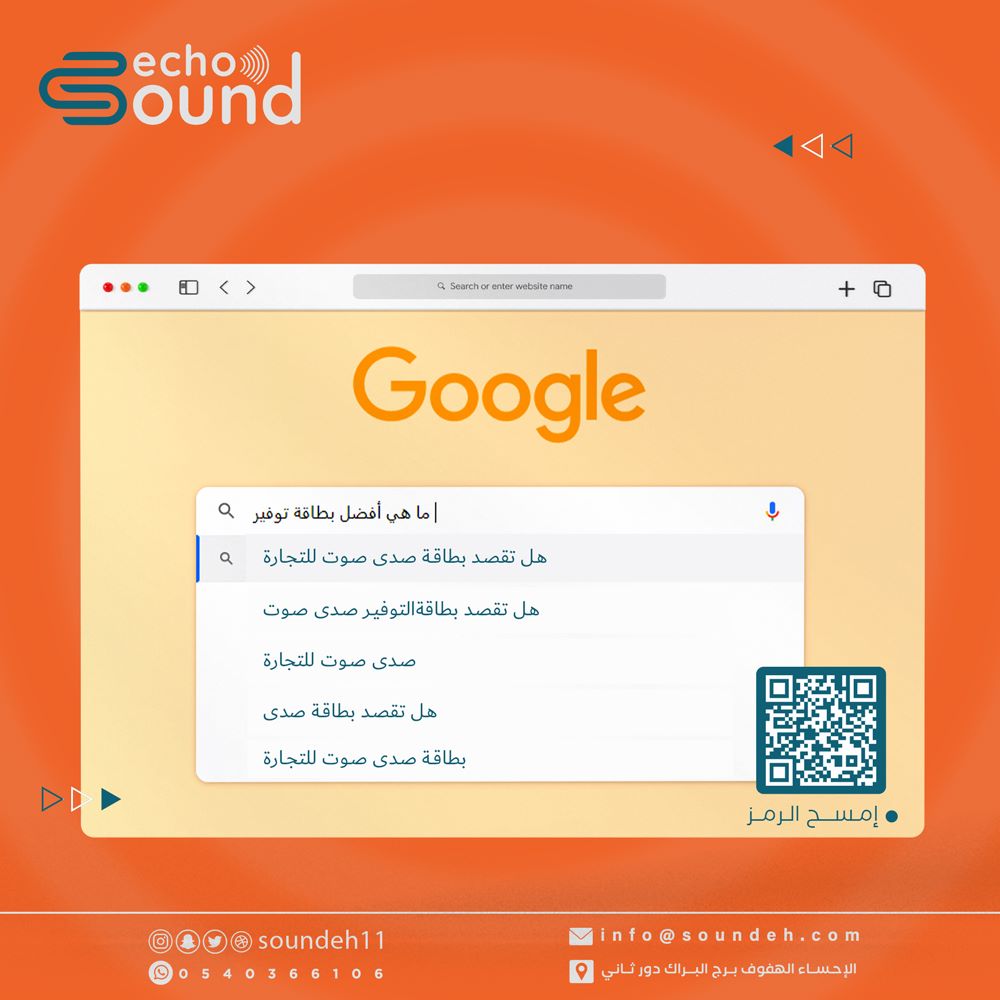 echo
Sound
Search or enter website name
Google
ما هي أفضل بطاقة توفير
هل تقصد بطاقة صدى صوت للتجارة
هل تقصد بطاقةالتوفير صدى صوت
صدى صوت للتجارة
هل تقصد بطاقة صدى
بطاقة صدى صوت للتجارة
إمسح الرمز
soundeh11
0540366106
info@soundeh.com
الإحساء الهفوف برج البراك دور ثاني